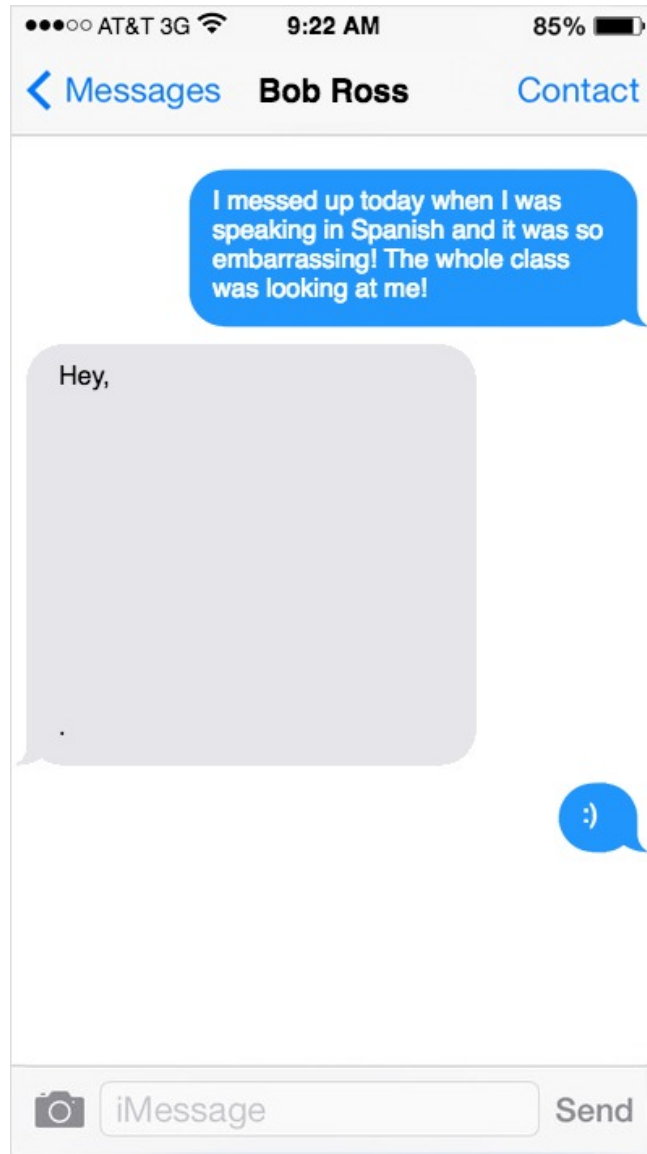 AT&T 3G 9:22 AM 85%
Messages Bob Ross Contact
I messed up today when I was
speaking in Spanish and it was so
embarrassing! The whole class
was looking at me!
Hey,
.
:)
iMessage Send